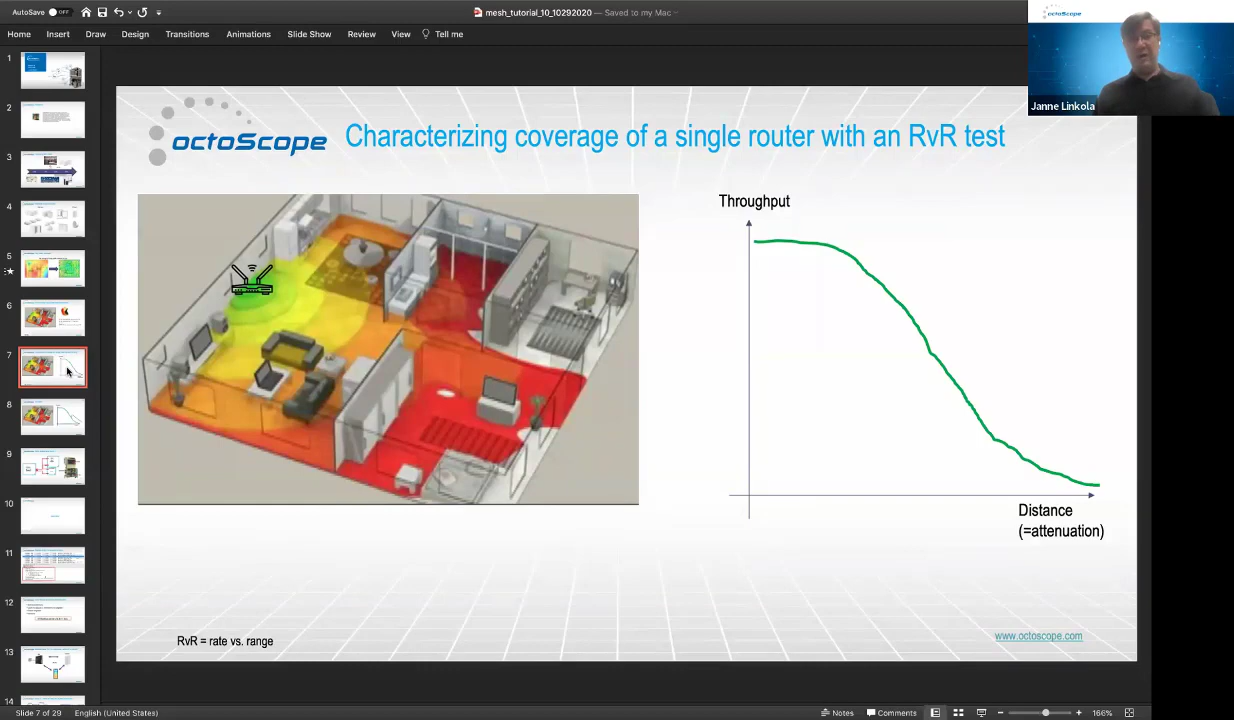 AutoSave OFF
mesh_tutorial_10_10292020 — Saved to my Mac
Home Insert Draw Design Transitions Animations Slide Show Review View Tell me
octoScope
Janne Linkola
1
2
3
4
5
6
7
8
9
10
11
12
13
14
octoScope
Characterizing coverage of a single router with an RvR test
Throughput
Distance
(=attenuation)
RvR = rate vs. range
www.octoscope.com
Slide 7 of 29 English (United States) Notes Comments 166%